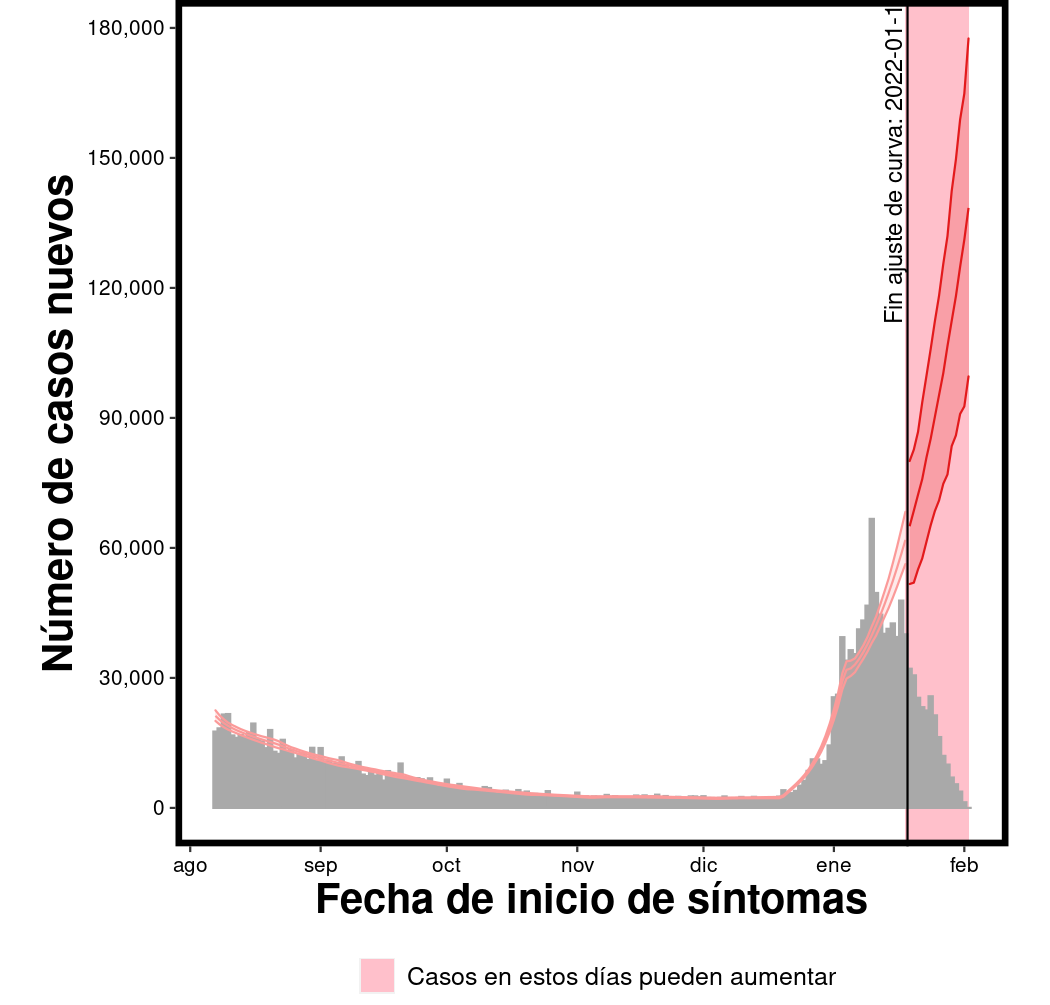 Número de casos nuevos
180,000
150,000
120,000
90,000
60,000
30,000
0
Fin ajuste de curva: 2022-01-1
ago sep oct nov dic ene feb
Fecha de inicio de síntomas
Casos en estos días pueden aumentar